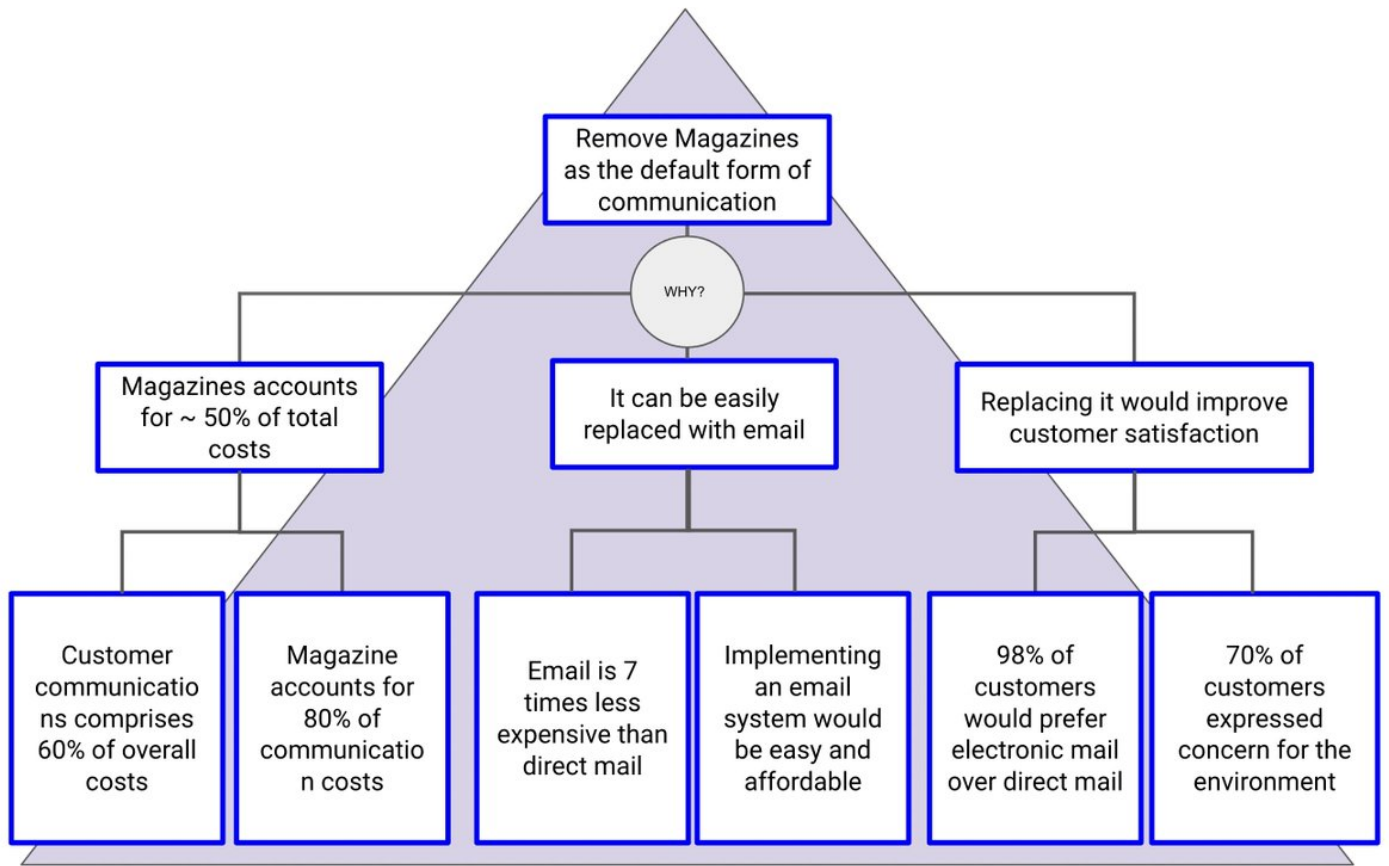 Remove Magazines
as the default form of
communication
WHY?
Magazines accounts
for ~ 50% of total
costs
It can be easily
replaced with email
Replacing it would improve
customer satisfaction
Customer
communicatio
ns comprises
60% of overall
costs
Magazine
accounts for
80% of
communicatio
n costs
Email is 7
times less
expensive than
direct mail
Implementing
an email
system would
be easy and
affordable
98% of
customers
would prefer
electronic mail
over direct mail
70% of
customers
expressed
concern for the
environment